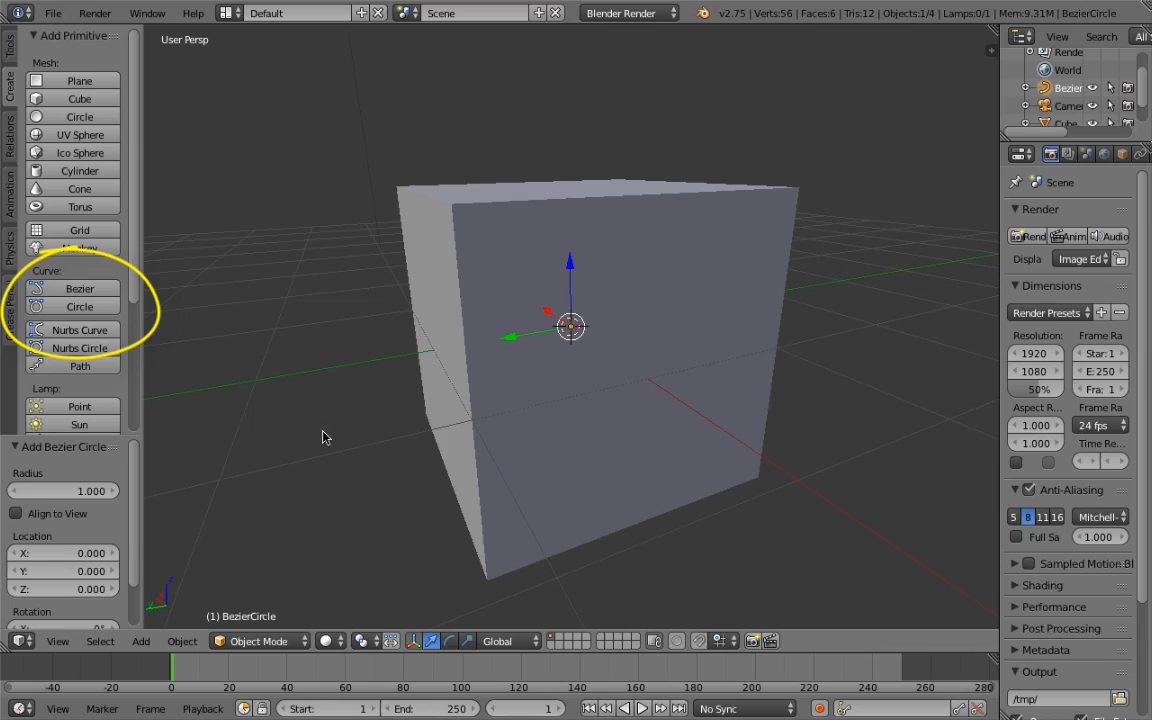 File Render Window Help Default Scene Blender Render v2.75 | Verts:56 | Faces:6 | Tris:12 | Objects:1/4 | Lamps:0/1 | Mem:9.31M | BezierCircle
Tools
Create
Relations
Animation
Physics
Add Primitive
Mesh:
Plane
Cube
Circle
UV Sphere
Ico Sphere
Cylinder
Cone
Torus
Grid
Monkey
Curve:
Bezier
Circle
Nurbs Curve
Nurbs Circle
Path
Lamp:
Point
Sun
Add Bezier Circle
Radius
1.000
Align to View
Location
X: 0.000
Y: 0.000
Z: 0.000
Rotation
User Persp
(1) BezierCircle
View Select Add Object Object Mode Global
View Search All
Rende
World
Bezier
Came
Cube
Scene
Render
Rend Anim Audio
Displa Image Ed
Dimensions
Render Presets
Resolution: Frame Ra
1920 Star: 1
1080 E: 250
50% Fra: 1
Aspect R... Frame Ra
1.000 24 fps
1.000 Time Re...
Anti-Aliasing
5 8 11 16 Mitchell-
Full Sa 1.000
Sampled Motion Bl
Shading
Performance
Post Processing
Metadata
Output
/tmp/
-40 -20 0 20 40 60 80 100 120 140 160 180 200 220 240 260 280
View Marker Frame Playback Start: 1 End: 250 1 No Sync